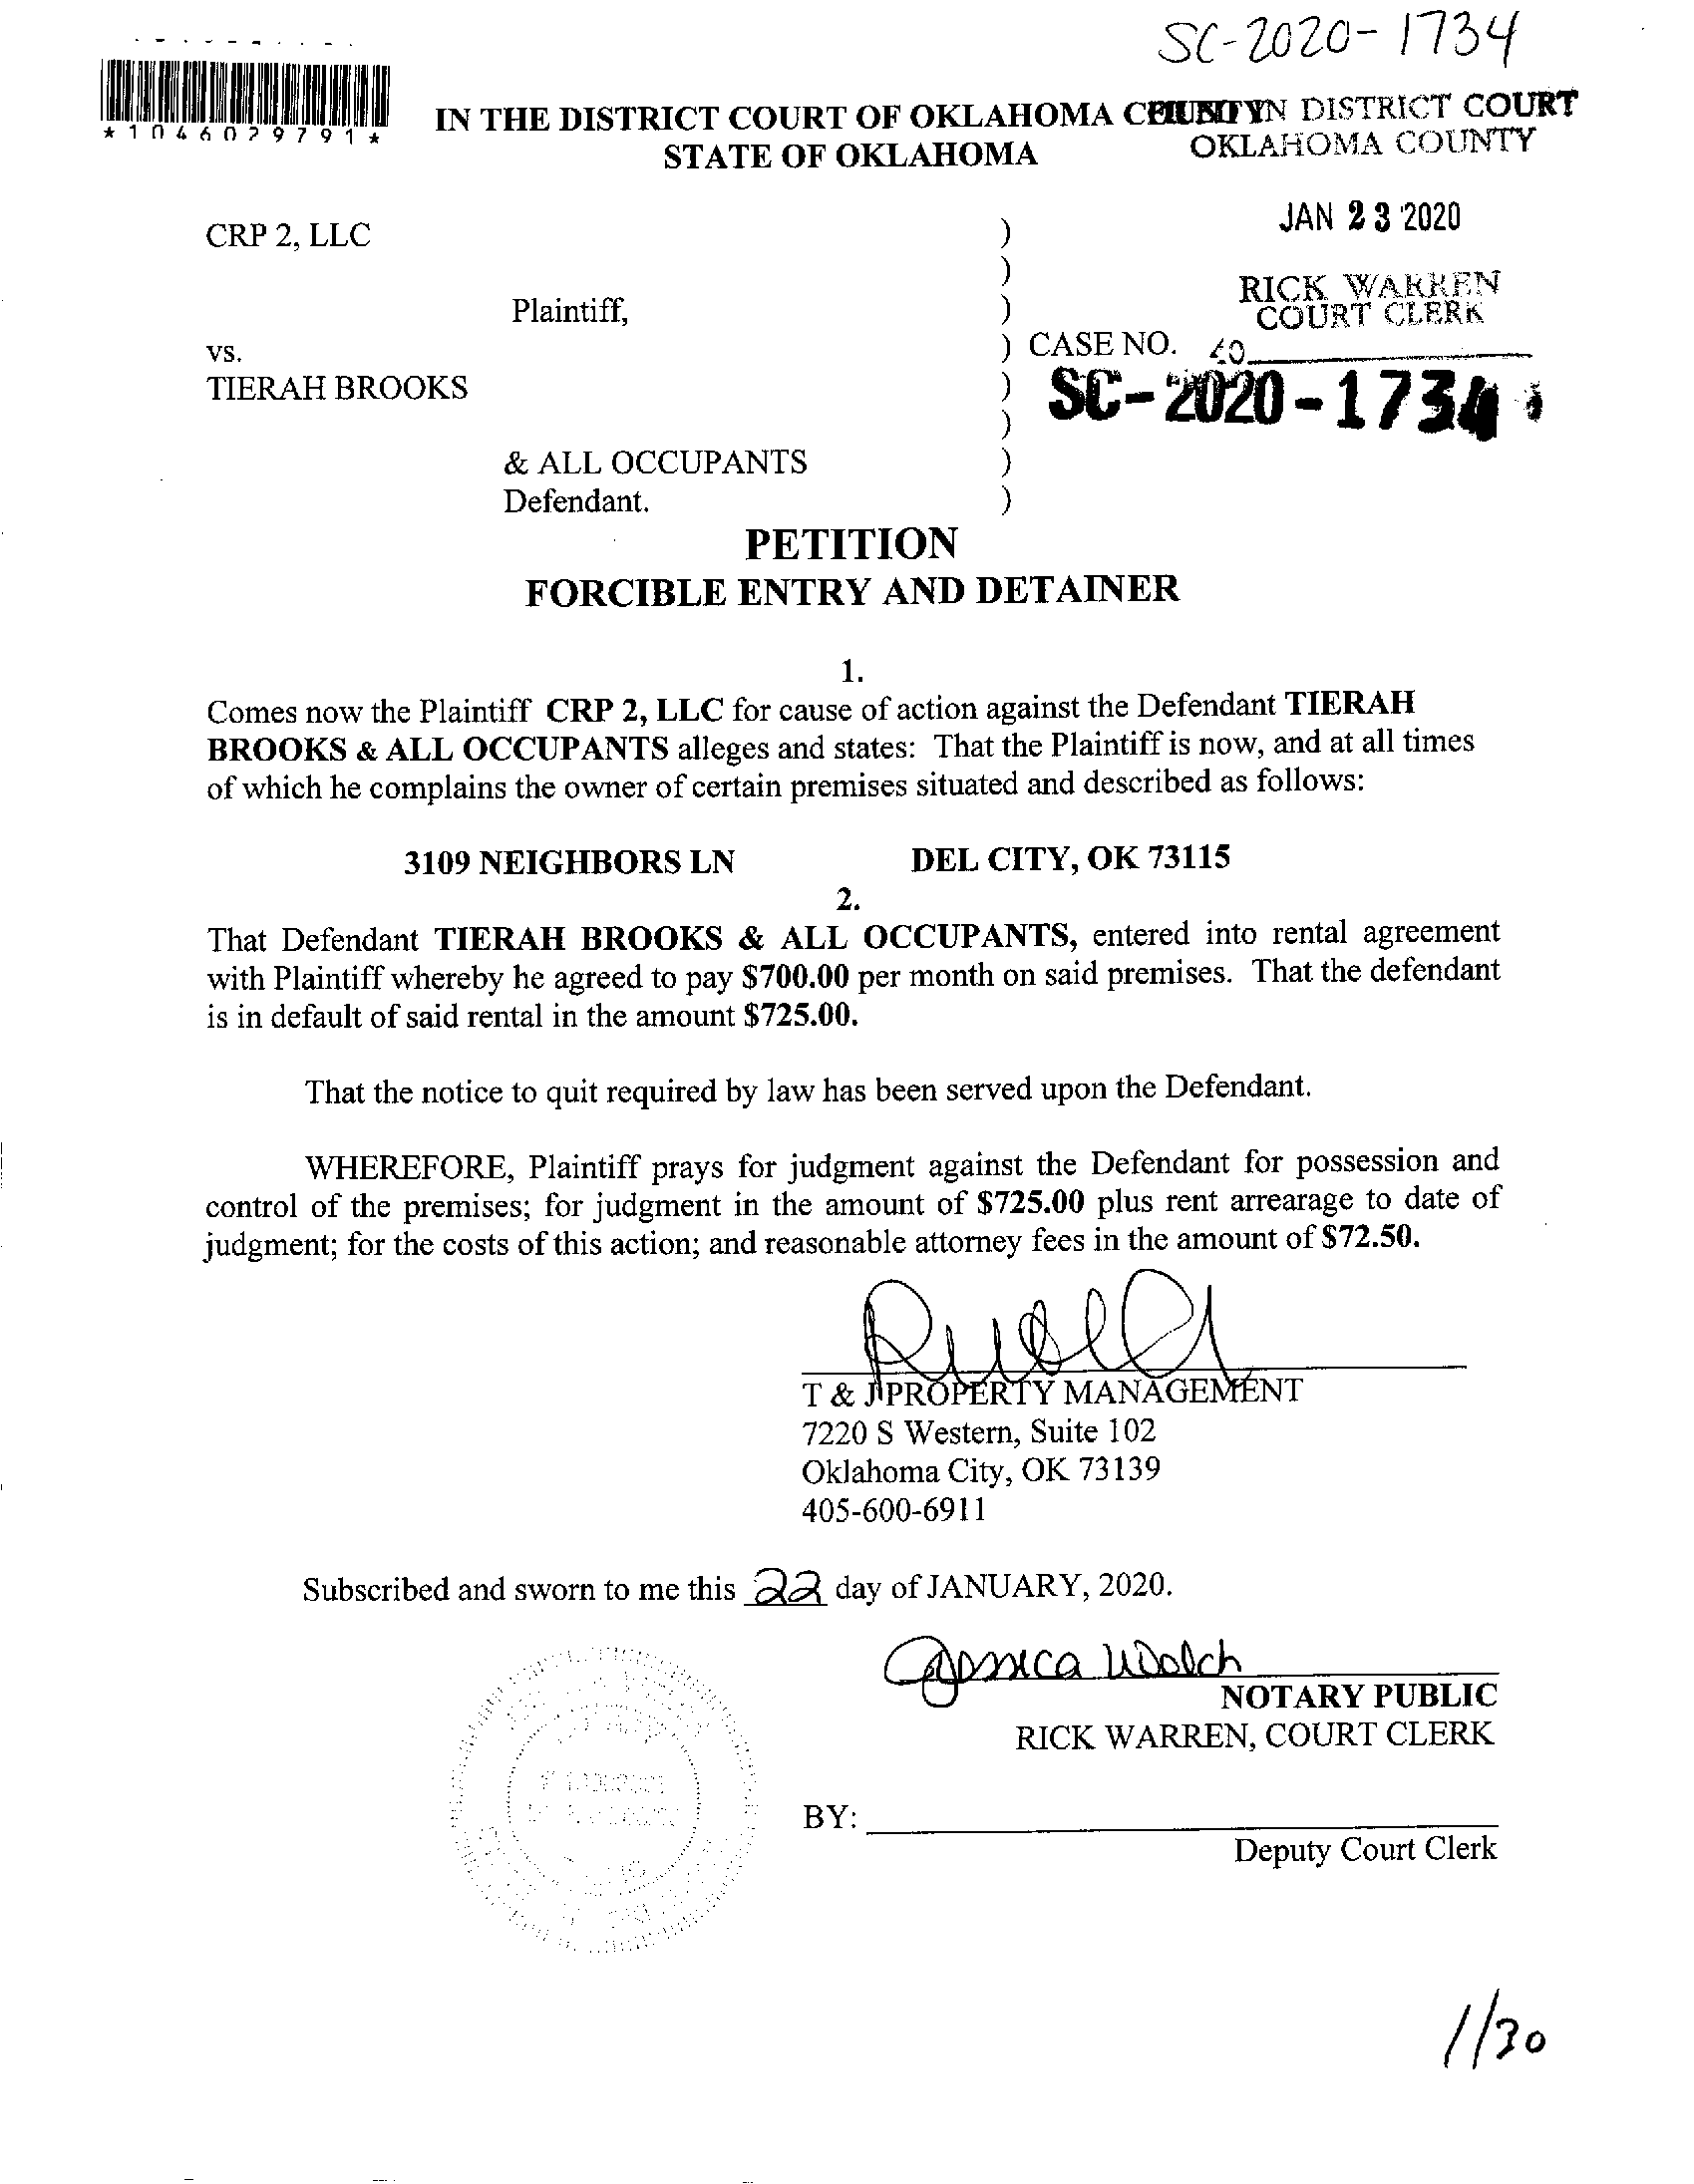 SC-2020-1734
*1046029791*
IN THE DISTRICT COURT OF OKLAHOMA COUNTY
STATE OF OKLAHOMA
FILED IN DISTRICT COURT
OKLAHOMA COUNTY
JAN 23 2020
RICK WARREN
COURT CLERK
CRP 2, LLC )
)
Plaintiff, )
vs. ) CASE NO.
TIERAH BROOKS ) SC-2020-1734
)
& ALL OCCUPANTS )
Defendant. )
PETITION
FORCIBLE ENTRY AND DETAINER
1.
Comes now the Plaintiff CRP 2, LLC for cause of action against the Defendant TIERAH
BROOKS & ALL OCCUPANTS alleges and states: That the Plaintiff is now, and at all times
of which he complains the owner of certain premises situated and described as follows:
3109 NEIGHBORS LN DEL CITY, OK 73115
2.
That Defendant TIERAH BROOKS & ALL OCCUPANTS, entered into rental agreement
with Plaintiff whereby he agreed to pay $700.00 per month on said premises. That the defendant
is in default of said rental in the amount $725.00.
That the notice to quit required by law has been served upon the Defendant.
WHEREFORE, Plaintiff prays for judgment against the Defendant for possession and
control of the premises; for judgment in the amount of $725.00 plus rent arrearage to date of
judgment; for the costs of this action; and reasonable attorney fees in the amount of $72.50.
T & J PROPERTY MANAGEMENT
7220 S Western, Suite 102
Oklahoma City, OK 73139
405-600-6911
Subscribed and sworn to me this 22 day of JANUARY, 2020.
Jessica Welch
NOTARY PUBLIC
RICK WARREN, COURT CLERK
BY:
Deputy Court Clerk
1/30